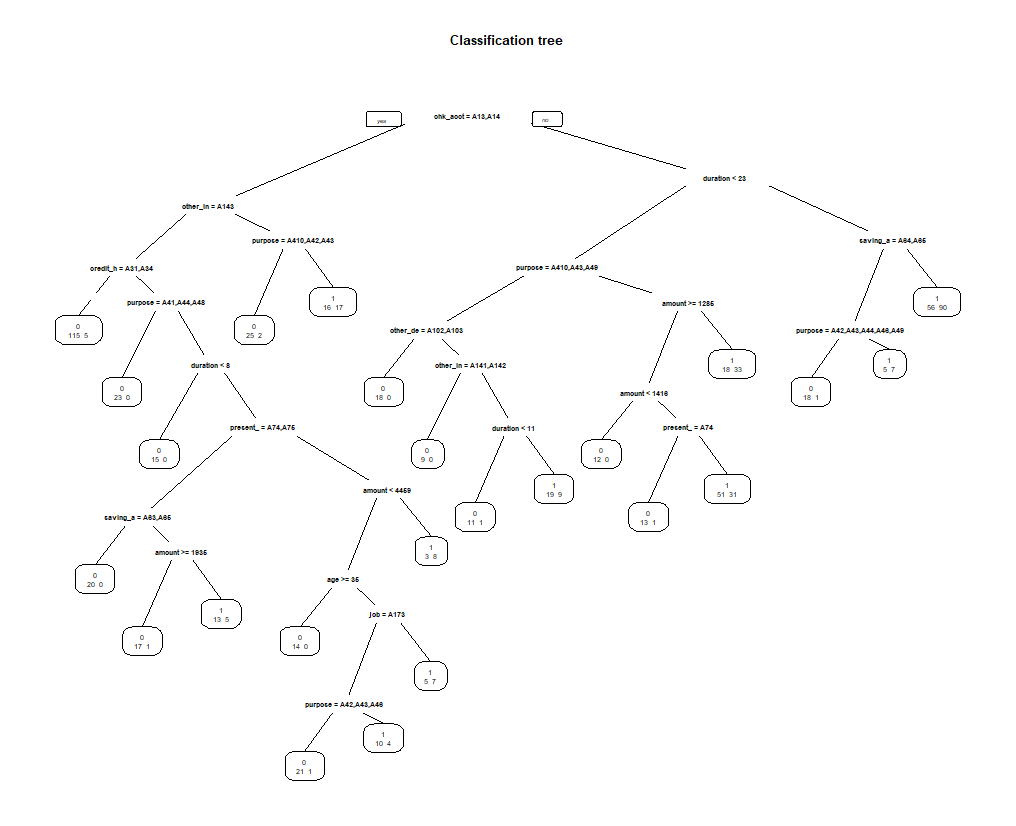 Classification tree
yes
ohk_aoot = A13,A14
no
duration < 23
other_in = A143
purpose = A410,A42,A43
saving_a = A64,A65
oredit_h = A31,A34
purpose = A410,A43,A49
1
56 90
1
16 17
purpose = A41,A44,A48
amount >= 1285
0
115 5
0
25 2
other_de = A102,A103
purpose = A42,A43,A44,A46,A49
duration < 8
other_in = A141,A142
1
18 33
1
5 7
0
23 0
0
18 0
amount < 1416
0
18 1
present_ = A74,A75
duration < 11
present_ = A74
0
15 0
0
9 0
0
12 0
amount < 4459
1
19 9
1
51 31
saving_a = A63,A65
0
11 1
0
13 1
amount >= 1935
1
3 8
0
20 0
age >= 35
1
13 5
job = A173
0
17 1
0
14 0
1
5 7
purpose = A42,A43,A46
1
10 4
0
21 1